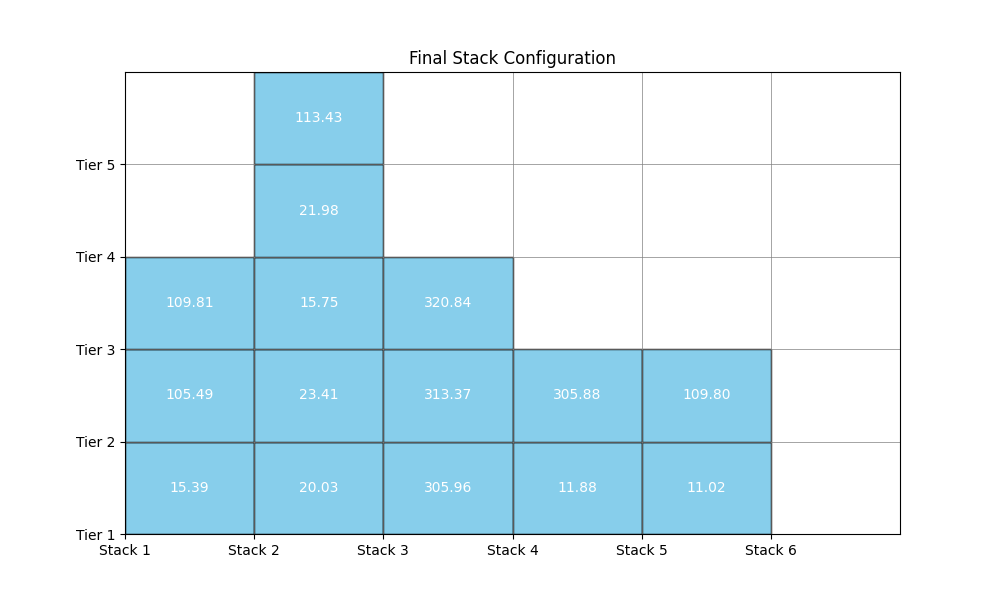 Final Stack Configuration
113.43
Tier 5
21.98
Tier 4
109.81 15.75 320.84
Tier 3
105.49 23.41 313.37 305.88 109.80
Tier 2
15.39 20.03 305.96 11.88 11.02
Tier 1
Stack 1 Stack 2 Stack 3 Stack 4 Stack 5 Stack 6